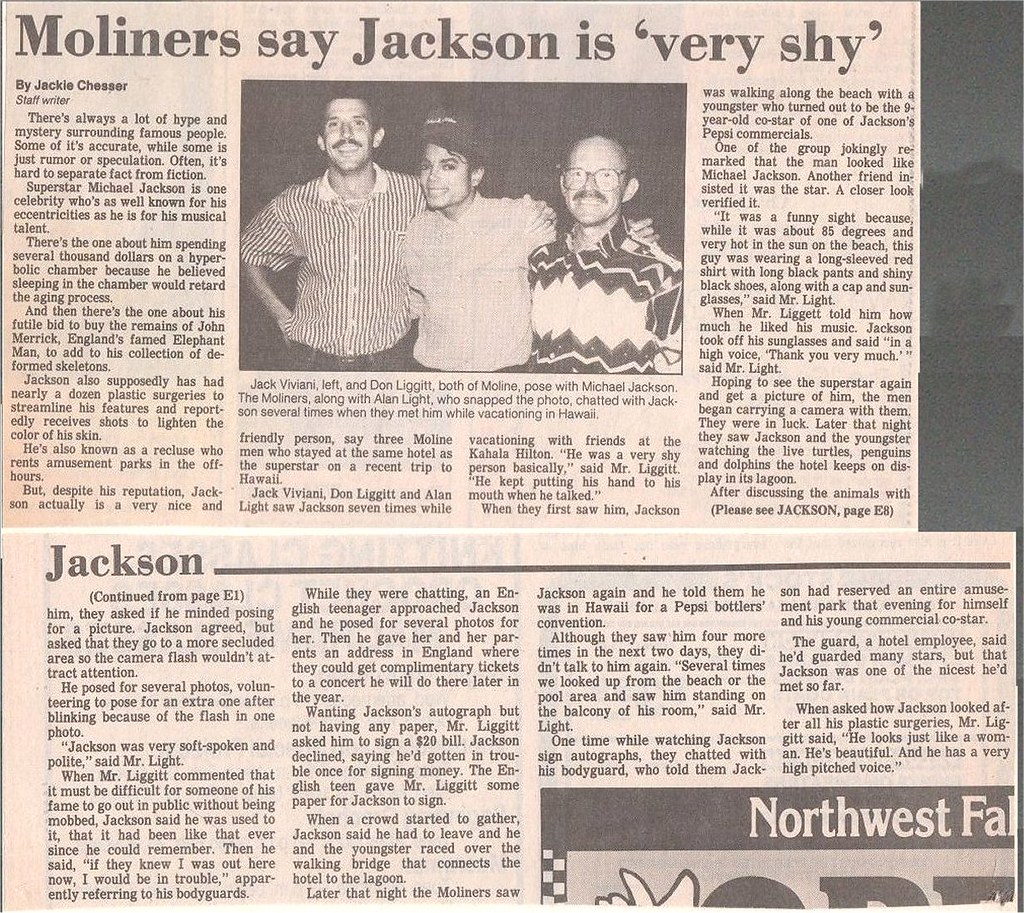 Moliners say Jackson is ‘very shy’
By Jackie Chesser
Staff writer
There's always a lot of hype and
mystery surrounding famous people.
Some of it's accurate, while some is
just rumor or speculation. Often, it's
hard to separate fact from fiction.
Superstar Michael Jackson is one
celebrity who's as well known for his
eccentricities as he is for his musical
talent.
There's the one about him spending
several thousand dollars on a hyper-
bolic chamber because he believed
sleeping in the chamber would retard
the aging process.
And then there's the one about his
futile bid to buy the remains of John
Merrick, England's famed Elephant
Man, to add to his collection of de-
formed skeletons.
Jackson also supposedly has had
nearly a dozen plastic surgeries to
streamline his features and report-
edly receives shots to lighten the
color of his skin.
He's also known as a recluse who
rents amusement parks in the off-
hours.
But, despite his reputation, Jack-
son actually is a very nice and
Jack Viviani, left, and Don Liggitt, both of Moline, pose with Michael Jackson.
The Moliners, along with Alan Light, who snapped the photo, chatted with Jack-
son several times when they met him while vacationing in Hawaii.
friendly person, say three Moline
men who stayed at the same hotel as
the superstar on a recent trip to
Hawaii.
Jack Viviani, Don Liggitt and Alan
Light saw Jackson seven times while
vacationing with friends at the
Kahala Hilton. "He was a very shy
person basically," said Mr. Liggitt.
"He kept putting his hand to his
mouth when he talked."
When they first saw him, Jackson
was walking along the beach with a
youngster who turned out to be the 9-
year-old co-star of one of Jackson's
Pepsi commercials.
One of the group jokingly re-
marked that the man looked like
Michael Jackson. Another friend in-
sisted it was the star. A closer look
verified it.
"It was a funny sight because,
while it was about 85 degrees and
very hot in the sun on the beach, this
guy was wearing a long-sleeved red
shirt with long black pants and shiny
black shoes, along with a cap and sun-
glasses," said Mr. Light.
When Mr. Liggett told him how
much he liked his music. Jackson
took off his sunglasses and said "in a
high voice, 'Thank you very much.' "
said Mr. Light.
Hoping to see the superstar again
and get a picture of him, the men
began carrying a camera with them.
They were in luck. Later that night
they saw Jackson and the youngster
watching the live turtles, penguins
and dolphins the hotel keeps on dis-
play in its lagoon.
After discussing the animals with
(Please see JACKSON, page E8)
Jackson
(Continued from page E1)
him, they asked if he minded posing
for a picture. Jackson agreed, but
asked that they go to a more secluded
area so the camera flash wouldn't at-
tract attention.
He posed for several photos, volun-
teering to pose for an extra one after
blinking because of the flash in one
photo.
"Jackson was very soft-spoken and
polite," said Mr. Light.
When Mr. Liggitt commented that
it must be difficult for someone of his
fame to go out in public without being
mobbed, Jackson said he was used to
it, that it had been like that ever
since he could remember. Then he
said, "if they knew I was out here
now, I would be in trouble," appar-
ently referring to his bodyguards.
While they were chatting, an En-
glish teenager approached Jackson
and he posed for several photos for
her. Then he gave her and her par-
ents an address in England where
they could get complimentary tickets
to a concert he will do there later in
the year.
Wanting Jackson's autograph but
not having any paper, Mr. Liggitt
asked him to sign a $20 bill. Jackson
declined, saying he'd gotten in trou-
ble once for signing money. The En-
glish teen gave Mr. Liggitt some
paper for Jackson to sign.
When a crowd started to gather,
Jackson said he had to leave and he
and the youngster raced over the
walking bridge that connects the
hotel to the lagoon.
Later that night the Moliners saw
Jackson again and he told them he
was in Hawaii for a Pepsi bottlers'
convention.
Although they saw him four more
times in the next two days, they di-
dn't talk to him again. "Several times
we looked up from the beach or the
pool area and saw him standing on
the balcony of his room," said Mr.
Light.
One time while watching Jackson
sign autographs, they chatted with
his bodyguard, who told them Jack-
son had reserved an entire amuse-
ment park that evening for himself
and his young commercial co-star.
The guard, a hotel employee, said
he'd guarded many stars, but that
Jackson was one of the nicest he'd
met so far.
When asked how Jackson looked af-
ter all his plastic surgeries, Mr. Lig-
gitt said, "He looks just like a wom-
an. He's beautiful. And he has a very
high pitched voice."
Northwest Fal